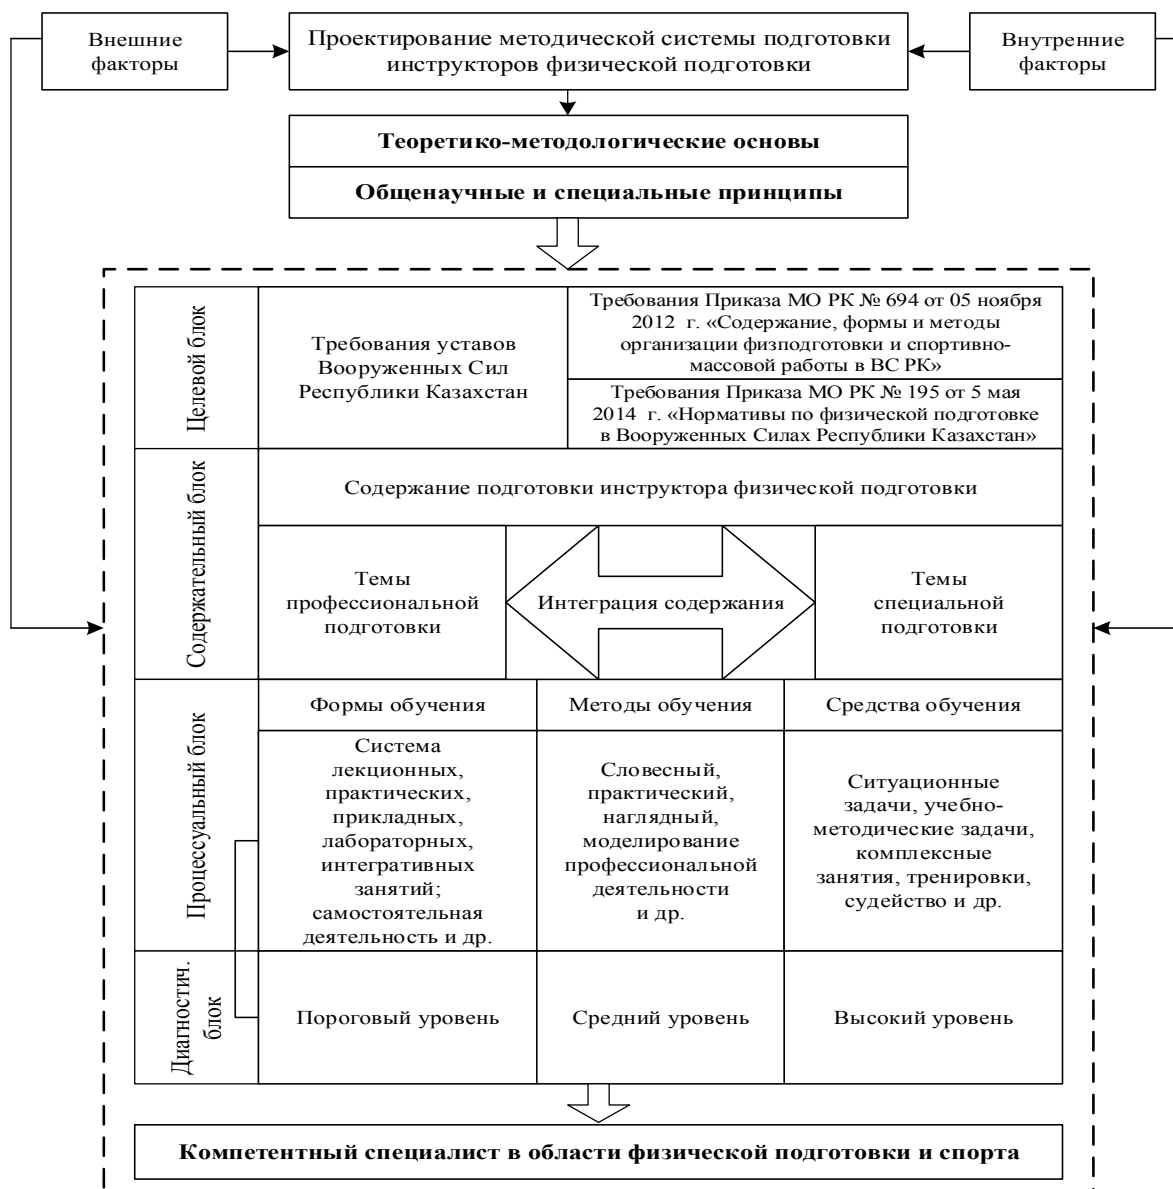 Внешние
факторы
Проектирование методической системы подготовки
инструкторов физической подготовки
Внутренние
факторы
Теоретико-методологические основы
Общенаучные и специальные принципы
Целевой блок
Требования уставов
Вооруженных Сил
Республики Казахстан
Требования Приказа МО РК № 694 от 05 ноября
2012 г. «Содержание, формы и методы
организации физподготовки и спортивно-
массовой работы в ВС РК»
Требования Приказа МО РК № 195 от 5 мая
2014 г. «Нормативы по физической подготовке
в Вооруженных Силах Республики Казахстан»
Содержательный блок
Содержание подготовки инструктора физической подготовки
Темы
профессиональной
подготовки
Интеграция содержания
Темы
специальной
подготовки
Процессуальный блок
Формы обучения
Методы обучения
Средства обучения
Система
лекционных,
практических,
прикладных,
лабораторных,
интегративных
занятий;
самостоятельная
деятельность и др.
Словесный,
практический,
наглядный,
моделирование
профессиональной
деятельности
и др.
Ситуационные
задачи, учебно-
методические задачи,
комплексные
занятия, тренировки,
судейство и др.
Диагностич.
блок
Пороговый уровень
Средний уровень
Высокий уровень
Компетентный специалист в области физической подготовки и спорта